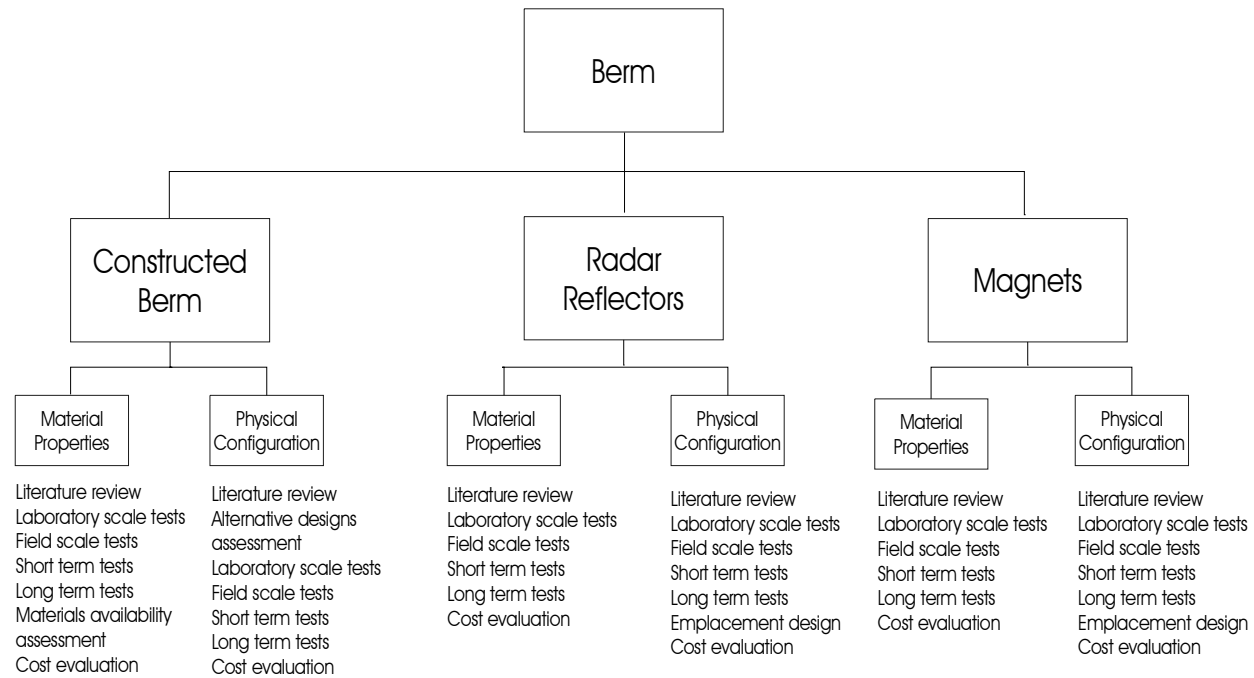 Berm
Constructed
Berm
Radar
Reflectors
Magnets
Material
Properties
Physical
Configuration
Material
Properties
Physical
Configuration
Material
Properties
Physical
Configuration
Literature review
Laboratory scale tests
Field scale tests
Short term tests
Long term tests
Materials availability
assessment
Cost evaluation
Literature review
Alternative designs
assessment
Laboratory scale tests
Field scale tests
Short term tests
Long term tests
Cost evaluation
Literature review
Laboratory scale tests
Field scale tests
Short term tests
Long term tests
Cost evaluation
Literature review
Laboratory scale tests
Field scale tests
Short term tests
Long term tests
Emplacement design
Cost evaluation
Literature review
Laboratory scale tests
Field scale tests
Short term tests
Long term tests
Cost evaluation
Literature review
Laboratory scale tests
Field scale tests
Short term tests
Long term tests
Emplacement design
Cost evaluation